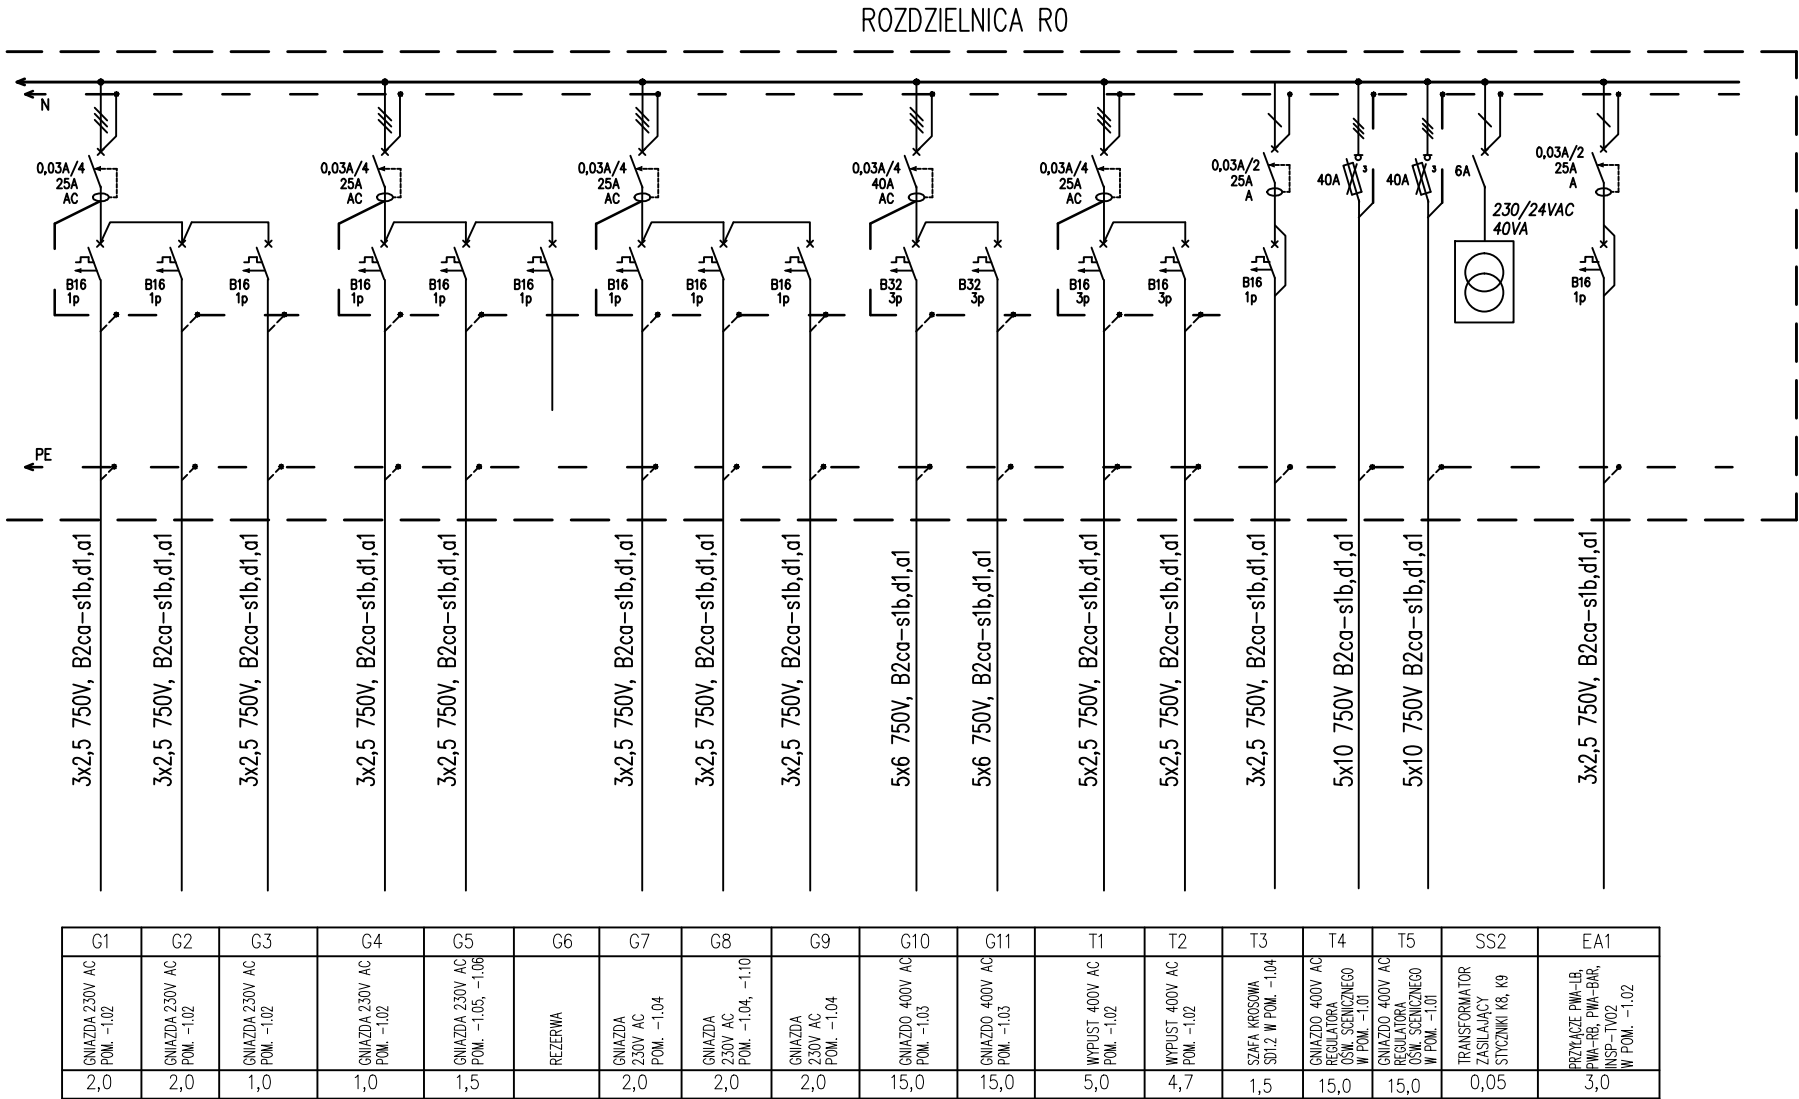 ROZDZIELNICA R0
N
0,03A/4
25A
AC
0,03A/4
25A
AC
0,03A/4
25A
AC
0,03A/4
40A
AC
0,03A/4
25A
AC
0,03A/2
25A
A
40A
3
40A
3
6A
230/24VAC
40VA
0,03A/2
25A
A
B16
1p
B16
1p
B16
1p
B16
1p
B16
1p
B16
1p
B16
1p
B16
1p
B16
1p
B32
3p
B32
3p
B16
3p
B16
3p
B16
1p
B16
1p
PE
3x2,5 750V, B2ca-s1b,d1,a1
3x2,5 750V, B2ca-s1b,d1,a1
3x2,5 750V, B2ca-s1b,d1,a1
3x2,5 750V, B2ca-s1b,d1,a1
3x2,5 750V, B2ca-s1b,d1,a1
3x2,5 750V, B2ca-s1b,d1,a1
3x2,5 750V, B2ca-s1b,d1,a1
3x2,5 750V, B2ca-s1b,d1,a1
5x6 750V, B2ca-s1b,d1,a1
5x6 750V, B2ca-s1b,d1,a1
5x2,5 750V, B2ca-s1b,d1,a1
5x2,5 750V, B2ca-s1b,d1,a1
3x2,5 750V, B2ca-s1b,d1,a1
5x10 750V B2ca-s1b,d1,a1
5x10 750V B2ca-s1b,d1,a1
3x2,5 750V, B2ca-s1b,d1,a1
G1 G2 G3 G4 G5 G6 G7 G8 G9 G10 G11 T1 T2 T3 T4 T5 SS2 EA1
GNIAZDA 230V AC
POM. -1.02
GNIAZDA 230V AC
POM. -1.02
GNIAZDA 230V AC
POM. -1.02
GNIAZDA 230V AC
POM. -1.02
GNIAZDA 230V AC
POM. -1.05, -1.06
REZERWA
GNIAZDA
230V AC
POM. -1.04
GNIAZDA
230V AC
POM. -1.04, -1.10
GNIAZDA
230V AC
POM. -1.04
GNIAZDO 400V AC
POM. -1.03
GNIAZDO 400V AC
POM. -1.03
WYPUST 400V AC
POM. -1.02
WYPUST 400V AC
POM. -1.02
SZAFA KROSOWA
SD1.2 W POM. -1.04
GNIAZDO 400V AC
REGULATORA
OŚW. SCENICZNEGO
W POM. -1.01
GNIAZDO 400V AC
REGULATORA
OŚW. SCENICZNEGO
W POM. -1.01
TRANSFORMATOR
ZASILAJĄCY
STYCZNIKI K8, K9
PRZYŁĄCZE PWA-LB,
PWA-RB, PWA-BAR,
INSP-TV02
W POM. -1.02
2,0 2,0 1,0 1,0 1,5 2,0 2,0 2,0 15,0 15,0 5,0 4,7 1,5 15,0 15,0 0,05 3,0